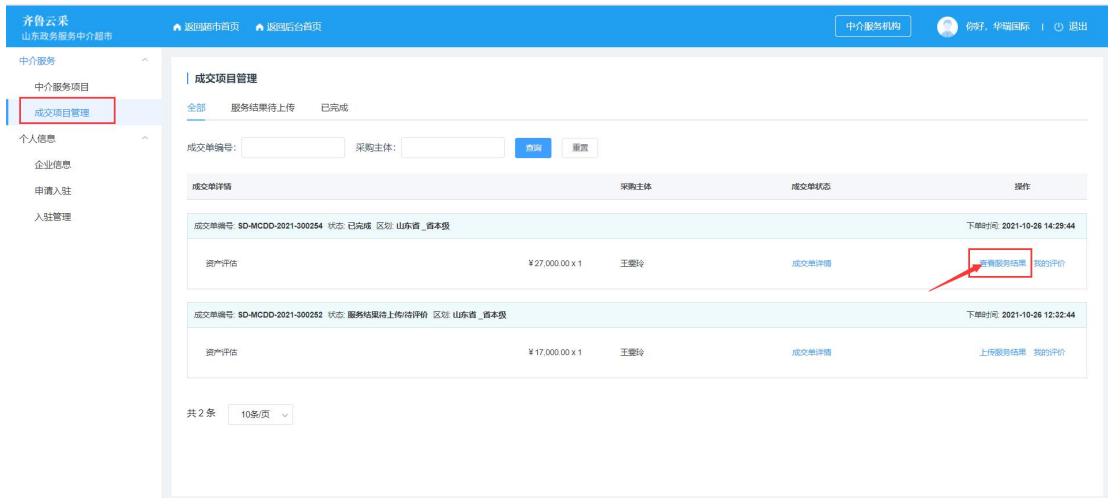 齐鲁云采
山东政务服务中介超市
返回超市首页 返回后台首页 中介服务机构 你好，华瑞国际 | 退出
中介服务
中介服务项目
成交项目管理
个人信息
企业信息
申请入驻
入驻管理
成交项目管理
全部 服务结果待上传 已完成
成交单编号： 采购主体： 查询 重置
成交单详情 采购主体 成交单状态 操作
成交单编号: SD-MCDD-2021-300254 状态: 已完成 区划: 山东省 _省本级 下单时间: 2021-10-26 14:29:44
资产评估 ¥27,000.00 x 1 王雯玲 成交单详情 查看服务结果 我的评价
成交单编号: SD-MCDD-2021-300252 状态: 服务结果待上传/待评价 区划: 山东省 _省本级 下单时间: 2021-10-26 12:32:44
资产评估 ¥17,000.00 x 1 王雯玲 成交单详情 上传服务结果 我的评价
共 2 条 10条/页